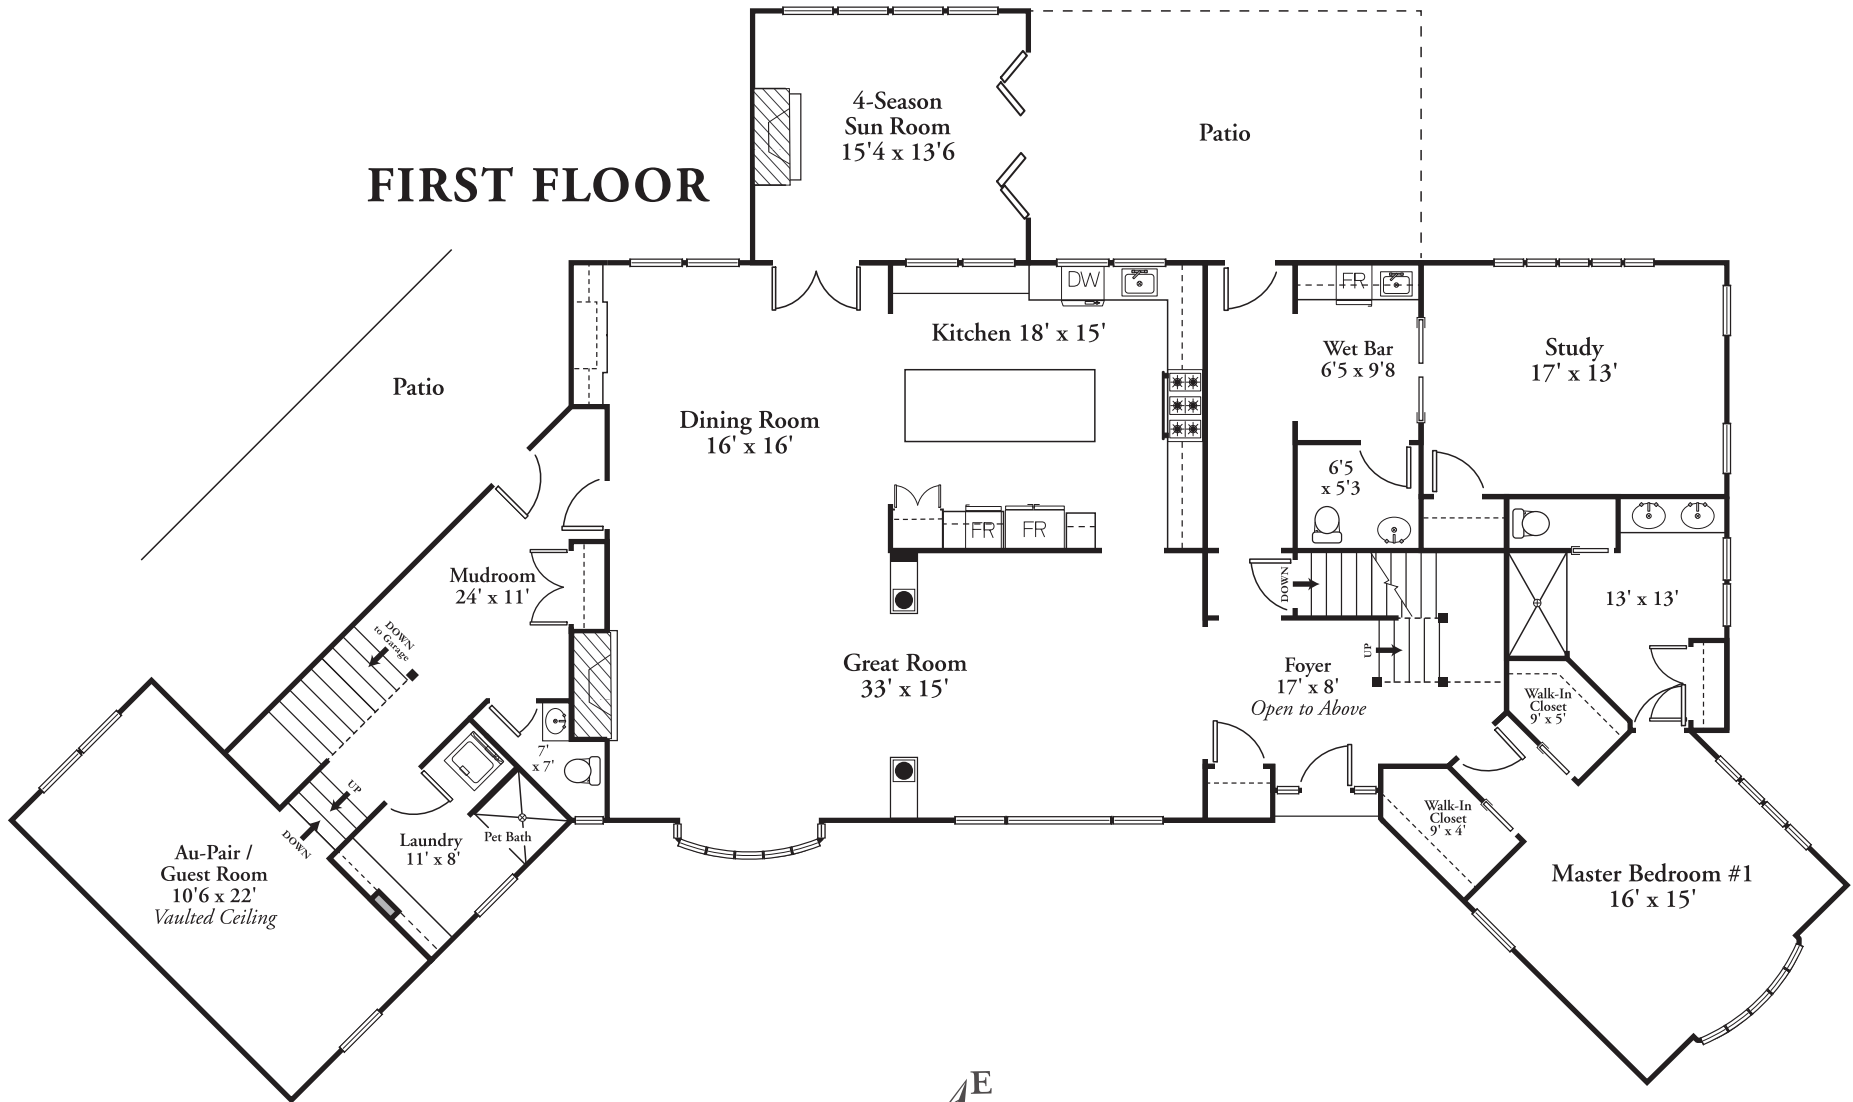 FIRST FLOOR
4-Season
Sun Room
15'4 x 13'6
Patio
Patio
DW
Kitchen 18' x 15'
FR
Wet Bar
6'5 x 9'8
Study
17' x 13'
Dining Room
16' x 16'
6'5
x 5'3
FR
FR
Mudroom
24' x 11'
DOWN
13' x 13'
DOWN
to Garage
Great Room
33' x 15'
UP
Foyer
17' x 8'
Open to Above
Walk-In
Closet
9' x 5'
7'
x 7'
UP
DOWN
Laundry
11' x 8'
Pet Bath
Walk-In
Closet
9' x 4'
Au-Pair /
Guest Room
10'6 x 22'
Vaulted Ceiling
Master Bedroom #1
16' x 15'
E